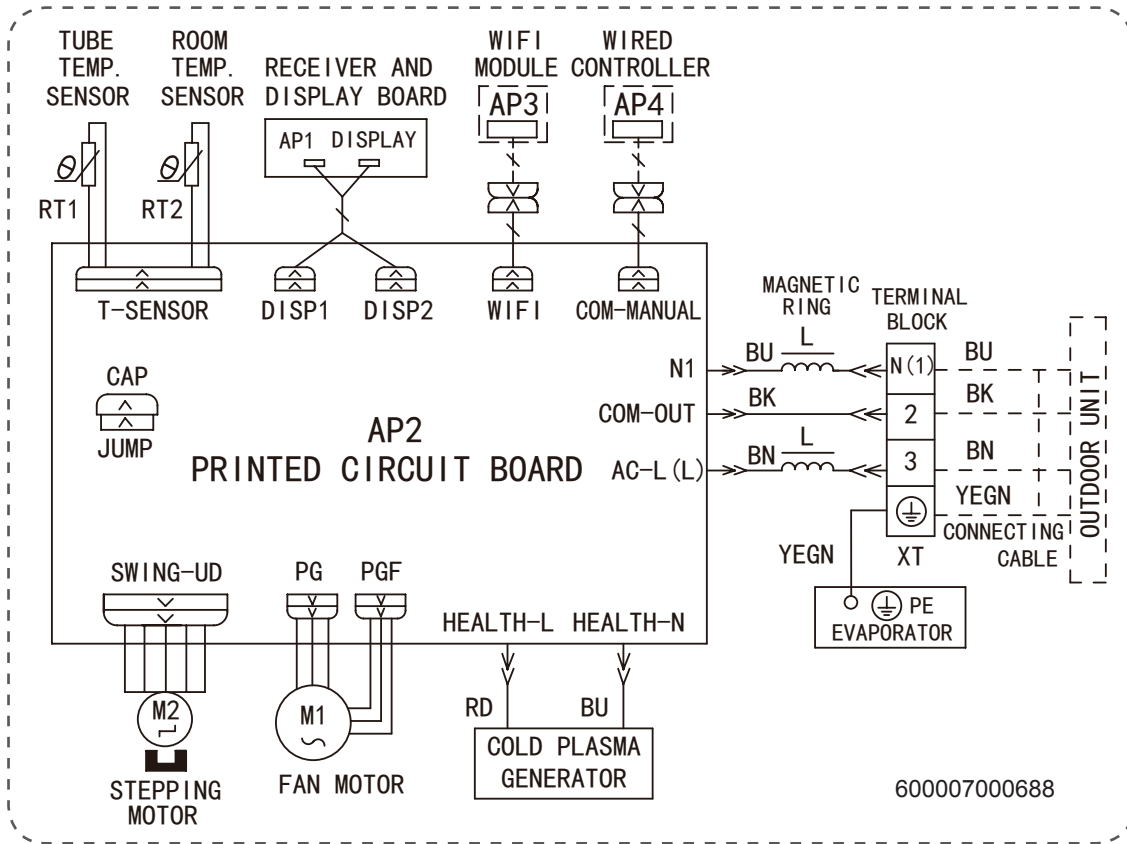 TUBE
TEMP.
SENSOR
ROOM
TEMP.
SENSOR
RECEIVER AND
DISPLAY BOARD
WIFI
MODULE
WIRED
CONTROLLER
AP1 DISPLAY
AP3
AP4
θ
RT1
θ
RT2
T-SENSOR
DISP1
DISP2
WIFI
COM-MANUAL
MAGNETIC
RING
TERMINAL
BLOCK
N1
BU
L
N(1)
BU
CAP
JUMP
COM-OUT
BK
2
BK
AP2
PRINTED CIRCUIT BOARD
AC-L(L)
BN
L
3
BN
YEGN
OUTDOOR UNIT
CONNECTING
CABLE
XT
YEGN
PE
EVAPORATOR
SWING-UD
PG
PGF
HEALTH-L
HEALTH-N
M2
M1
RD
BU
STEPPING
MOTOR
FAN MOTOR
COLD PLASMA
GENERATOR
600007000688